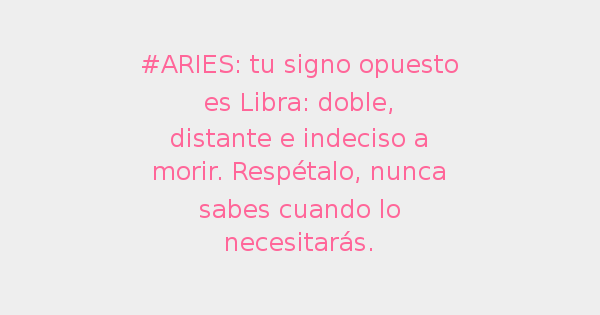 #ARIES: tu signo opuesto
es Libra: doble,
distante e indeciso a
morir. Respétalo, nunca
sabes cuando lo
necesitarás.